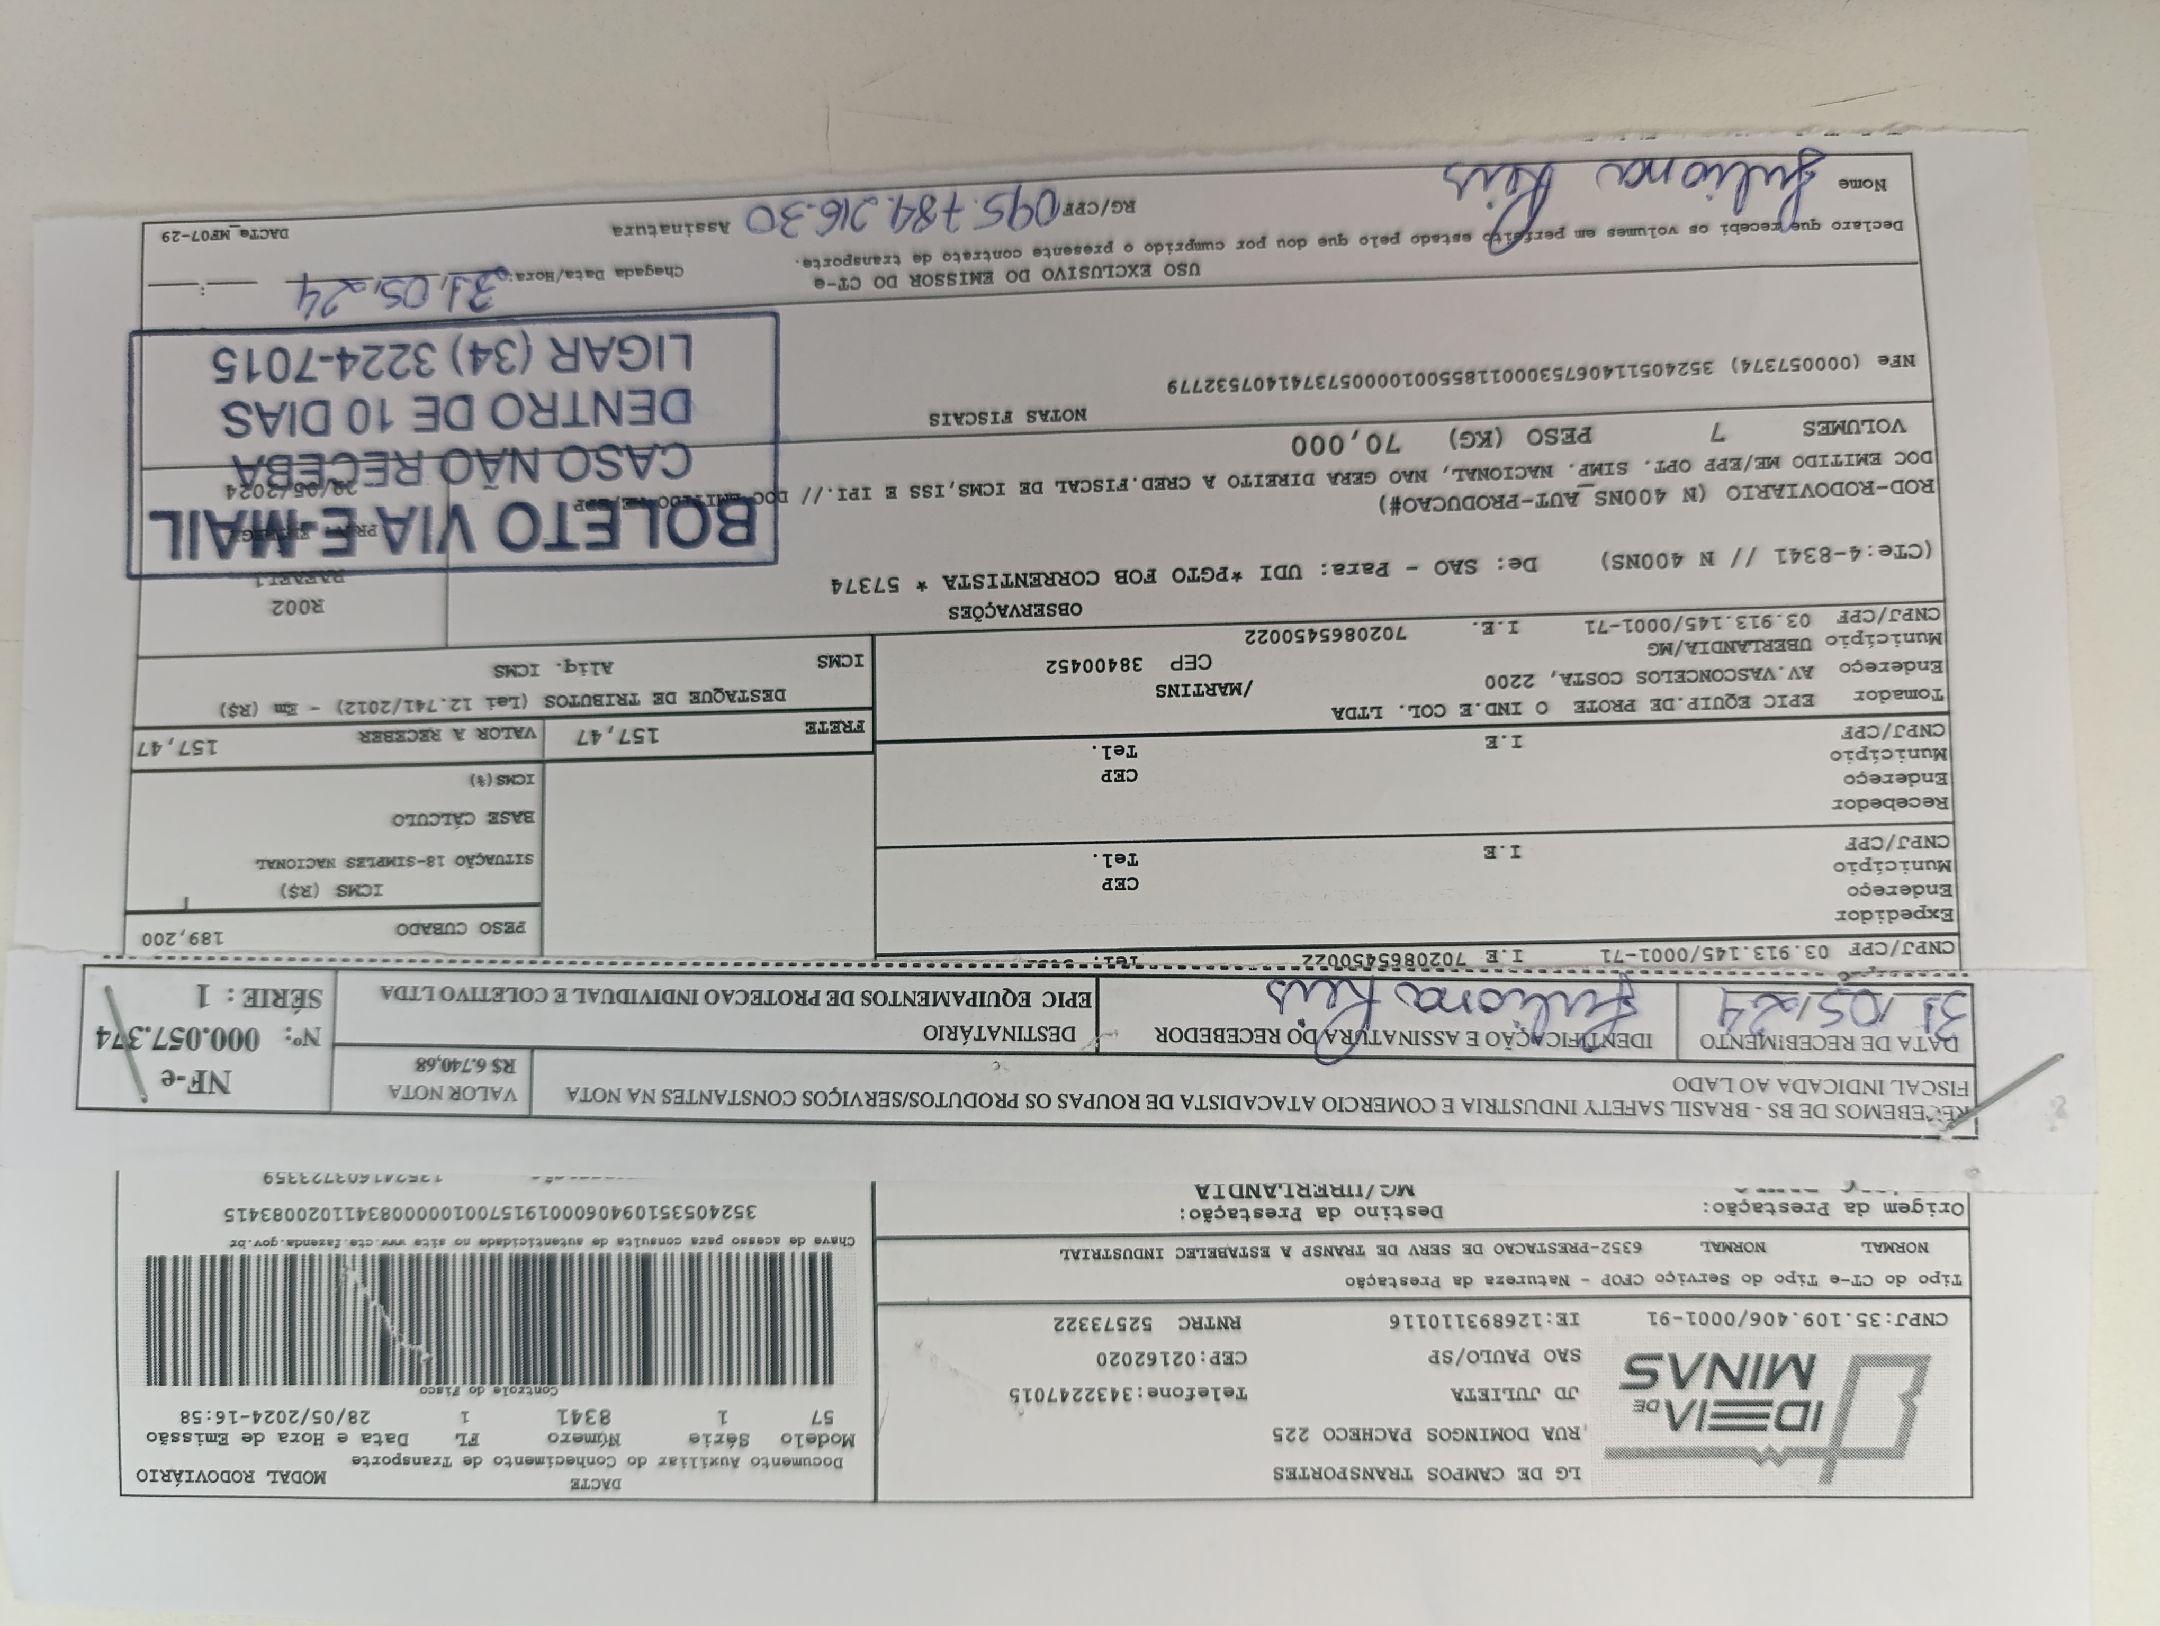 IDEIA DE
MINAS
LG DE CAMPOS TRANSPORTES
RUA DOMINGOS PACHECO 225
JD JULIETA Telefone:3432247015
SAO PAULO/SP CEP:02162020
CNPJ:35.109.406/0001-91 IE:126893110116 RNTRC 52573322
Tipo do CT-e Tipo do Serviço CFOP - Natureza da Prestação
NORMAL NORMAL 6352-PRESTACAO DE SERV DE TRANSP A ESTABELEC INDUSTRIAL
Origem da Prestação: Destino da Prestação:
MG/UBERLANDIA
DACTE
Documento Auxiliar do Conhecimento de Transporte
MODAL RODOVIÁRIO
Modelo Série Número FL Data e Hora de Emissão
57 1 8341 1 28/05/2024-16:58
Controle do Fisco
Chave de acesso para consulta de autenticidade no site www.cte.fazenda.gov.br
35240535109406000191570010000083411020083415
RECEBEMOS DE BS - BRASIL SAFETY INDUSTRIA E COMERCIO ATACADISTA DE ROUPAS OS PRODUTOS/SERVIÇOS CONSTANTES NA NOTA
FISCAL INDICADA AO LADO
VALOR NOTA
R$ 6.740,68
NF-e
Nº: 000.057.374
SÉRIE : 1
DATA DE RECEBIMENTO
31/05/24
IDENTIFICAÇÃO E ASSINATURA DO RECEBEDOR
Juliana Reis
DESTINATÁRIO
EPIC EQUIPAMENTOS DE PROTECAO INDIVIDUAL E COLETIVO LTDA
CNPJ/CPF 03.913.145/0001-71 I.E 7020865450022
Expedidor
Endereço
Município CEP
CNPJ/CPF I.E Tel.
Recebedor
Endereço
Município CEP
CNPJ/CPF I.E Tel.
Tomador EPIC EQUIP.DE PROTE O IND.E COL. LTDA
Endereço AV.VASCONCELOS COSTA, 2200 /MARTINS
Município UBERLANDIA/MG CEP 38400452
CNPJ/CPF 03.913.145/0001-71 I.E. 7020865450022
PESO CUBADO 189,200
ICMS (R$)
SITUAÇÃO 18-SIMPLES NACIONAL
BASE CÁLCULO
ICMS(%)
FRETE 157,47 VALOR A RECEBER 157,47
DESTAQUE DE TRIBUTOS (Lei 12.741/2012) - Em (R$)
ICMS Aliq. ICMS
OBSERVAÇÕES
(CTe:4-8341 // N 400NS) De: SAO - Para: UDI *PGTO FOB CORRENTISTA * 57374
ROD-RODOVIARIO (N 400NS_AUT-PRODUCAO#)
DOC EMITIDO ME/EPP OPT. SIMP. NACIONAL, NAO GERA DIREITO A CRED.FISCAL DE ICMS,ISS E IPI.// DOC
R002
BOLETO VIA E-MAIL
CASO NÃO RECEBA
DENTRO DE 10 DIAS
LIGAR (34) 3224-7015
VOLUMES 7 PESO (KG) 70,000
NOTAS FISCAIS
NFe (000057374) 35240511406753000118550010000573741407532779
USO EXCLUSIVO DO EMISSOR DO CT-e
Chagada Data/Hora: 31.05.24
Declaro que recebi os volumes em perfeito estado pelo que dou por cumprido o presente contrato de transporte.
Nome Juliana Reis RG/CPF 095.784.216.30 Assinatura
DACTe_MF07-29